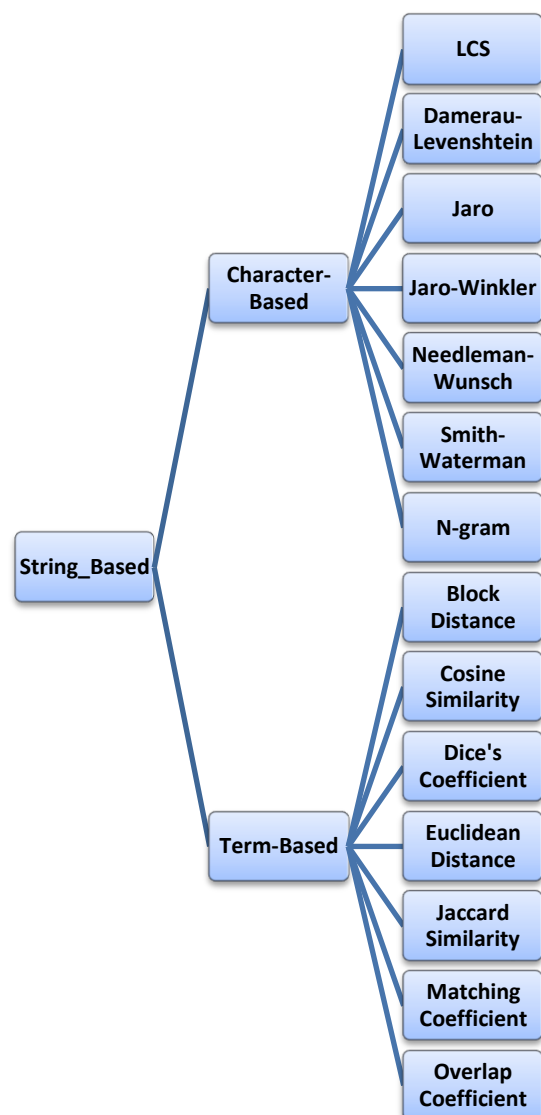 LCS
Damerau-
Levenshtein
Jaro
Character-
Based
Jaro-Winkler
Needleman-
Wunsch
Smith-
Waterman
N-gram
String_Based
Block
Distance
Cosine
Similarity
Dice's
Coefficient
Term-Based
Euclidean
Distance
Jaccard
Similarity
Matching
Coefficient
Overlap
Coefficient